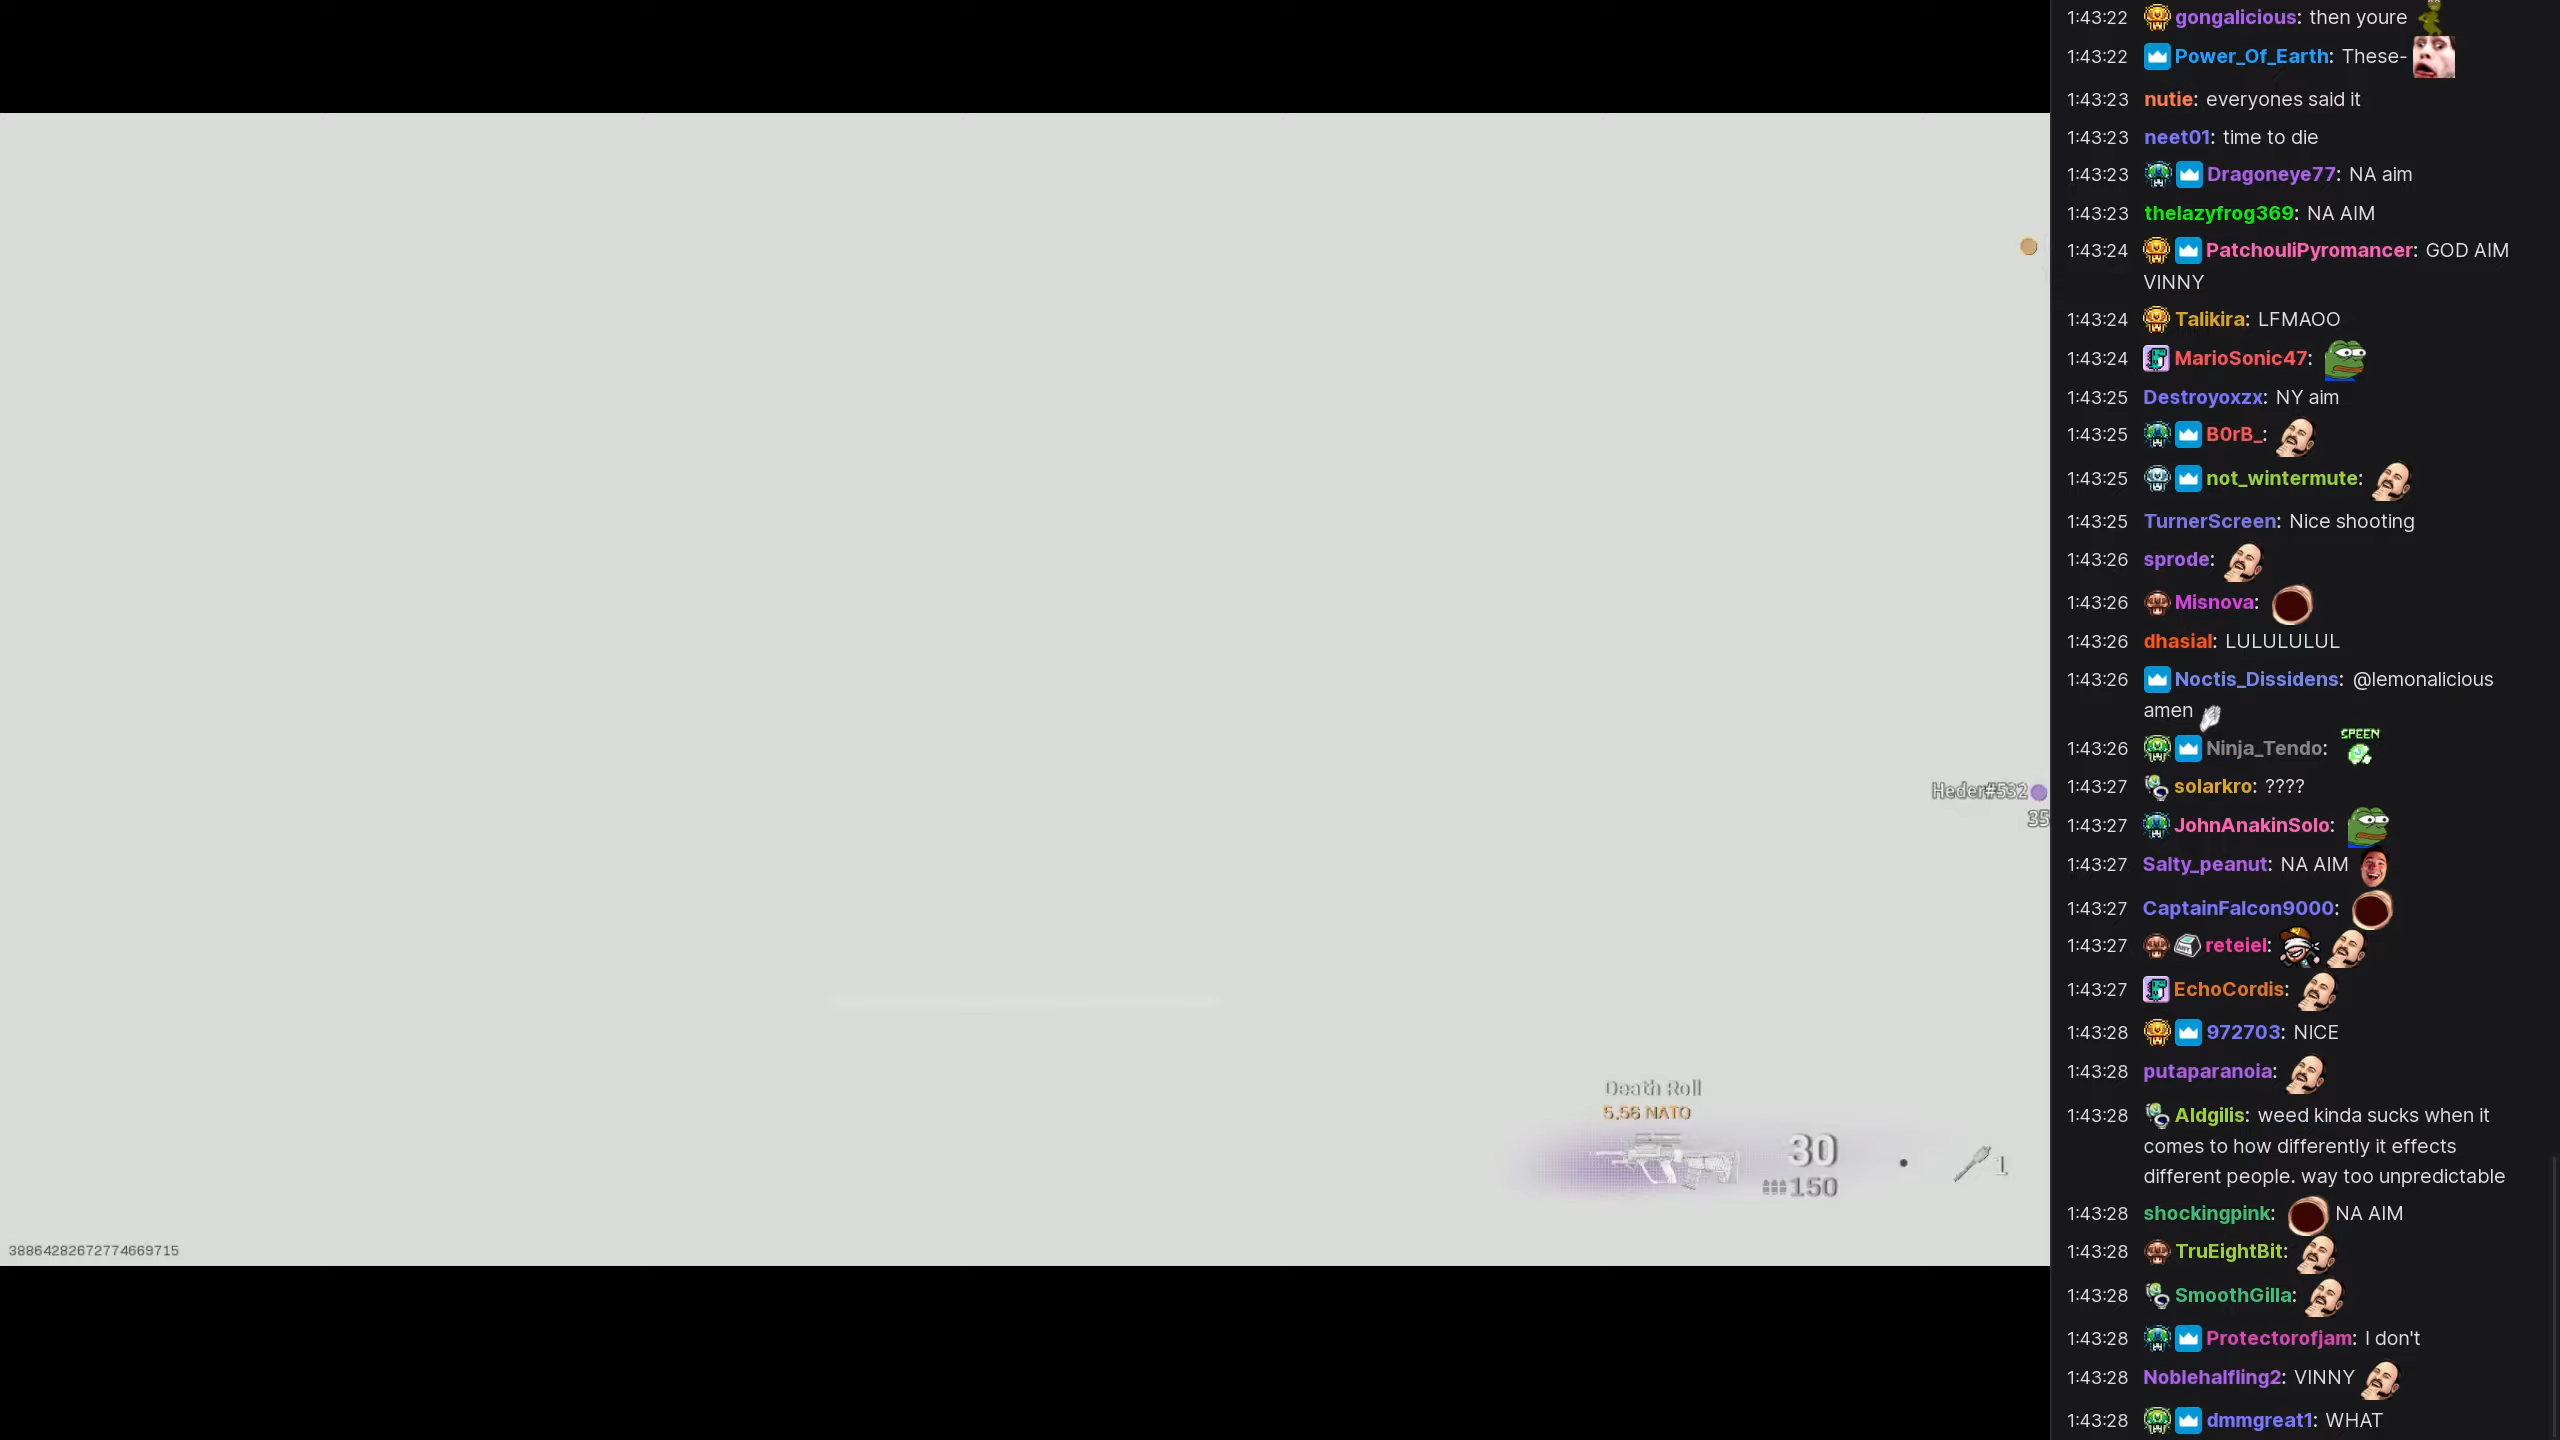 Heder#532
35
Death Roll
5.56 NATO
30
150
1
38864282672774669715
1:43:22 gongalicious: then youre
1:43:22 Power_Of_Earth: These-
1:43:23 nutie: everyones said it
1:43:23 neet01: time to die
1:43:23 Dragoneye77: NA aim
1:43:23 thelazyfrog369: NA AIM
1:43:24 PatchouliPyromancer: GOD AIM
VINNY
1:43:24 Talikira: LFMAOO
1:43:24 MarioSonic47:
1:43:25 Destroyoxzx: NY aim
1:43:25 B0rB_:
1:43:25 not_wintermute:
1:43:25 TurnerScreen: Nice shooting
1:43:26 sprode:
1:43:26 Misnova:
1:43:26 dhasial: LULULULUL
1:43:26 Noctis_Dissidens: @lemonalicious
amen
1:43:26 Ninja_Tendo: SPEEN
1:43:27 solarkro: ????
1:43:27 JohnAnakinSolo:
1:43:27 Salty_peanut: NA AIM
1:43:27 CaptainFalcon9000:
1:43:27 reteiel:
1:43:27 EchoCordis:
1:43:28 972703: NICE
1:43:28 putaparanoia:
1:43:28 Aldgilis: weed kinda sucks when it
comes to how differently it effects
different people. way too unpredictable
1:43:28 shockingpink: NA AIM
1:43:28 TruEightBit:
1:43:28 SmoothGilla:
1:43:28 Protectorofjam: I don't
1:43:28 Noblehalfling2: VINNY
1:43:28 dmmgreat1: WHAT